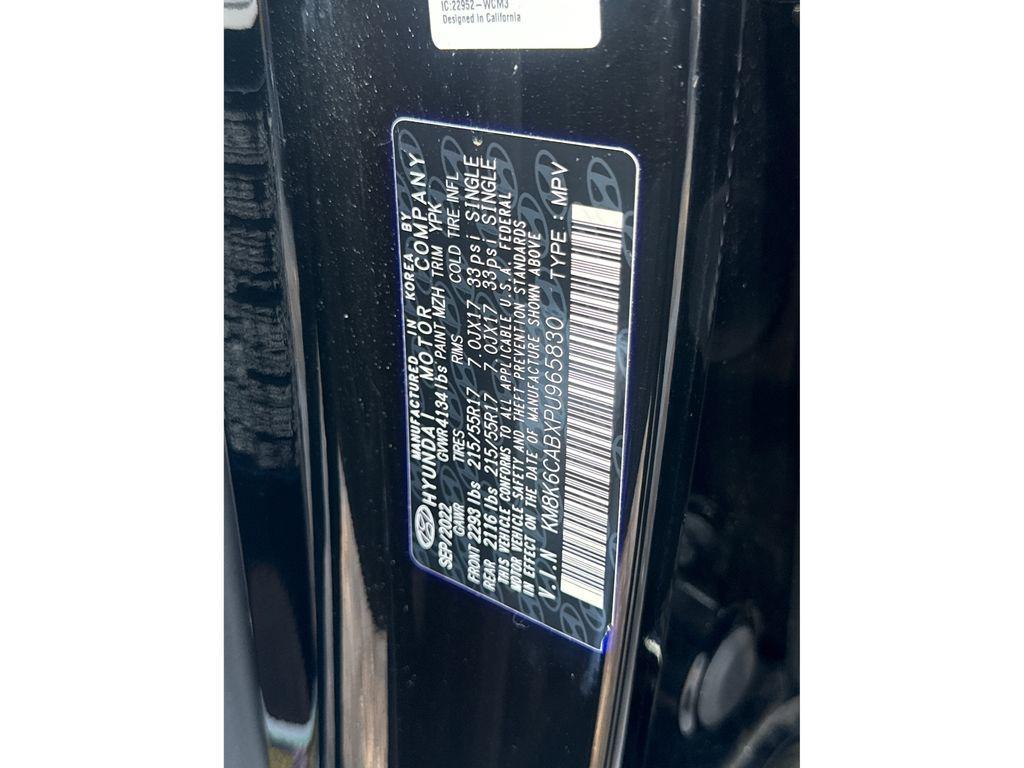 IC:22952-WCM3
Designed in California
MANUFACTURED IN KOREA BY
HYUNDAI MOTOR COMPANY
SEP/2022 GVWR 4134lbs PAINT MZH TRIM YPK
GAWR TIRES RIMS COLD TIRE INFL
FRONT 2293 lbs 215/55R17 7.0JX17 33psi SINGLE
REAR 2116 lbs 215/55R17 7.0JX17 33psi SINGLE
THIS VEHICLE CONFORMS TO ALL APPLICABLE U.S.A. FEDERAL
MOTOR VEHICLE SAFETY AND THEFT PREVENTION STANDARDS
IN EFFECT ON THE DATE OF MANUFACTURE SHOWN ABOVE
V.I.N KM8K6CABXPU965830 TYPE : MPV